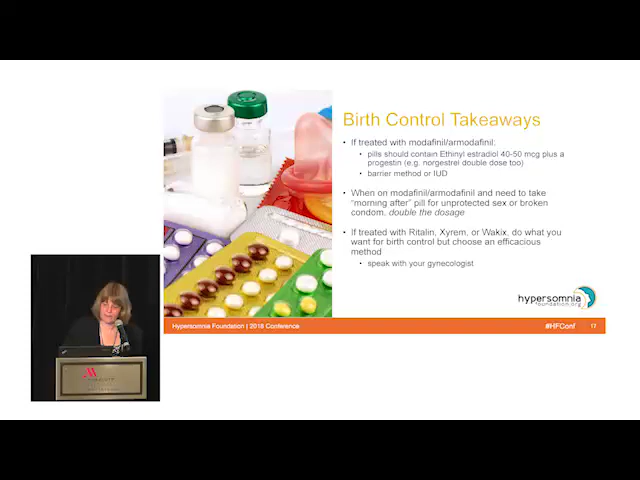 Birth Control Takeaways
• If treated with modafinil/armodafinil:
• pills should contain Ethinyl estradiol 40-50 mcg plus a
progestin (e.g. norgestrel double dose too)
• barrier method or IUD
• When on modafinil/armodafinil and need to take
"morning after" pill for unprotected sex or broken
condom, double the dosage
• If treated with Ritalin, Xyrem, or Wakix, do what you
want for birth control but choose an efficacious
method
• speak with your gynecologist
hypersomnia
foundation.org
Hypersomnia Foundation | 2018 Conference
#HFConf
17